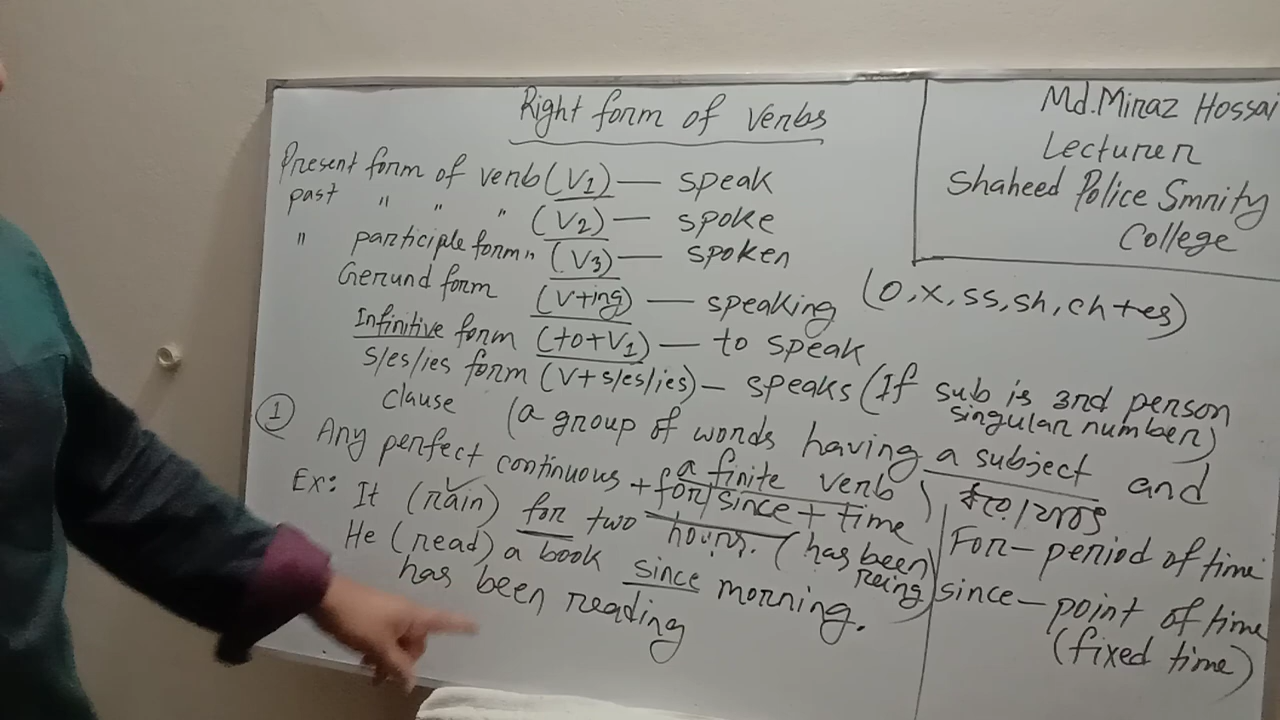 Right form of verbs
Present form of verb (V1) — speak
past " " " (V2) — spoke
" participle form " (V3) — spoken
Gerund form (V+ing) — speaking (o, x, ss, sh, ch + es)
Infinitive form (to+V1) — to speak
s/es/ies form (V+s/es/ies) — speaks (If sub is 3rd person singular number)
clause (a group of words having a subject and a finite verb)
① Any perfect continuous + for/since + time
Ex: It (rain) for two hours. (has been
He (read) a book since morning.
has been reading
For — period of time
since — point of time
(fixed time)
Md. Miraz Hossai
Lecturer
Shaheed Police Smrity
College